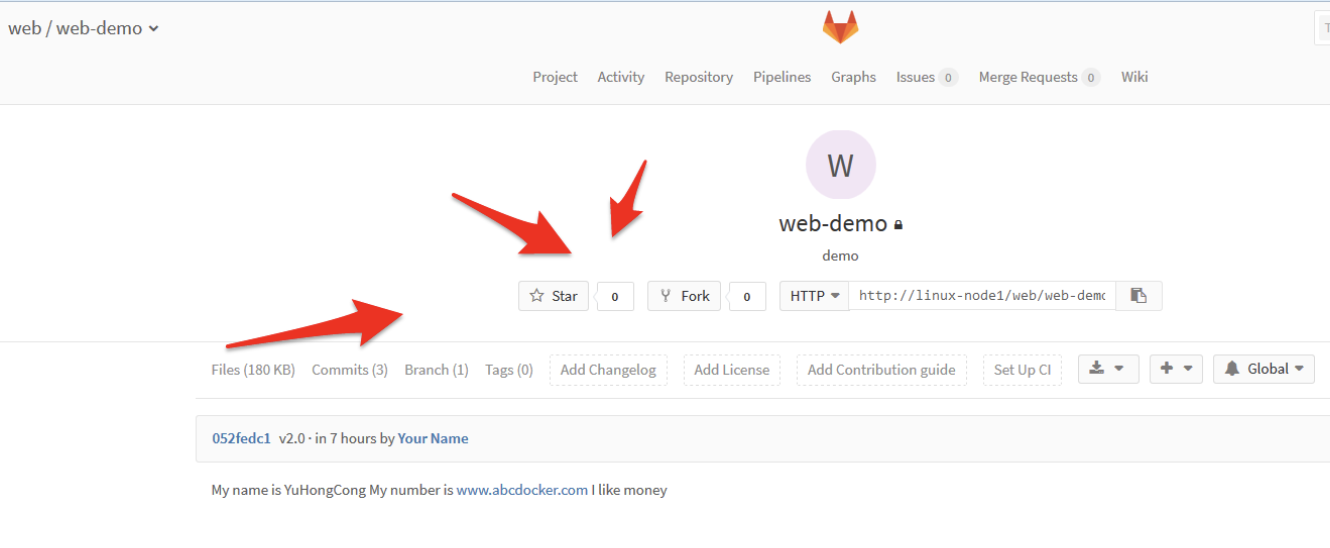 web / web-demo
Project Activity Repository Pipelines Graphs Issues 0 Merge Requests 0 Wiki
W
web-demo
demo
Star 0 Fork 0 HTTP http://linux-node1/web/web-demo
Files (180 KB) Commits (3) Branch (1) Tags (0) Add Changelog Add License Add Contribution guide Set Up CI Global
052fedc1 v2.0 · in 7 hours by Your Name
My name is YuHongCong My number is www.abcdocker.com I like money